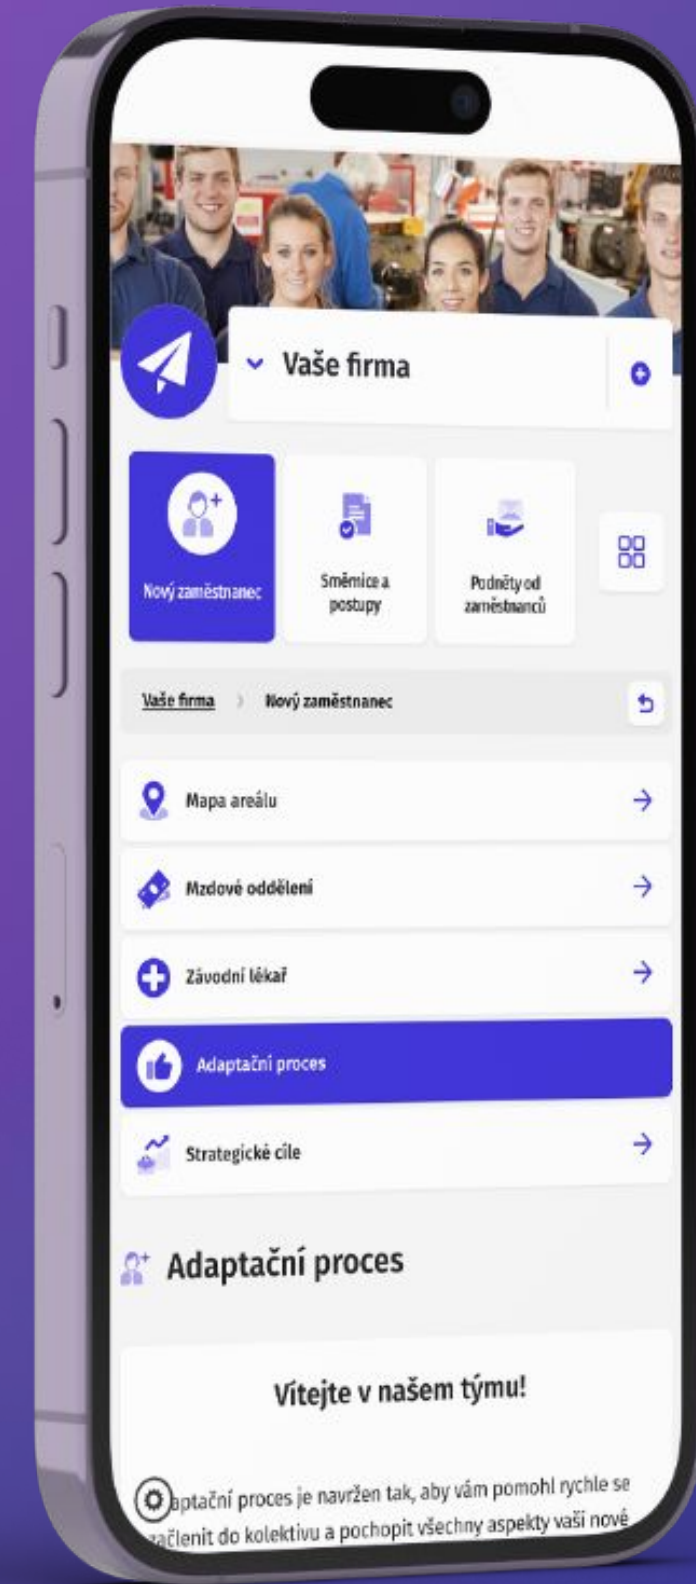 Vaše firma
Nový zaměstnanec
Směrnice a
postupy
Podněty od
zaměstnanců
Vaše firma
Nový zaměstnanec
Mapa areálu
Mzdové oddělení
Závodní lékař
Adaptační proces
Strategické cíle
Adaptační proces
Vítejte v našem týmu!
aptační proces je navržen tak, aby vám pomohl rychle se
začlenit do kolektivu a pochopit všechny aspekty vaší nové